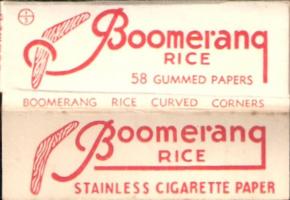 Boomerang
RICE
58 GUMMED PAPERS
BOOMERANG RICE CURVED CORNERS
Boomerang
RICE
STAINLESS CIGARETTE PAPER